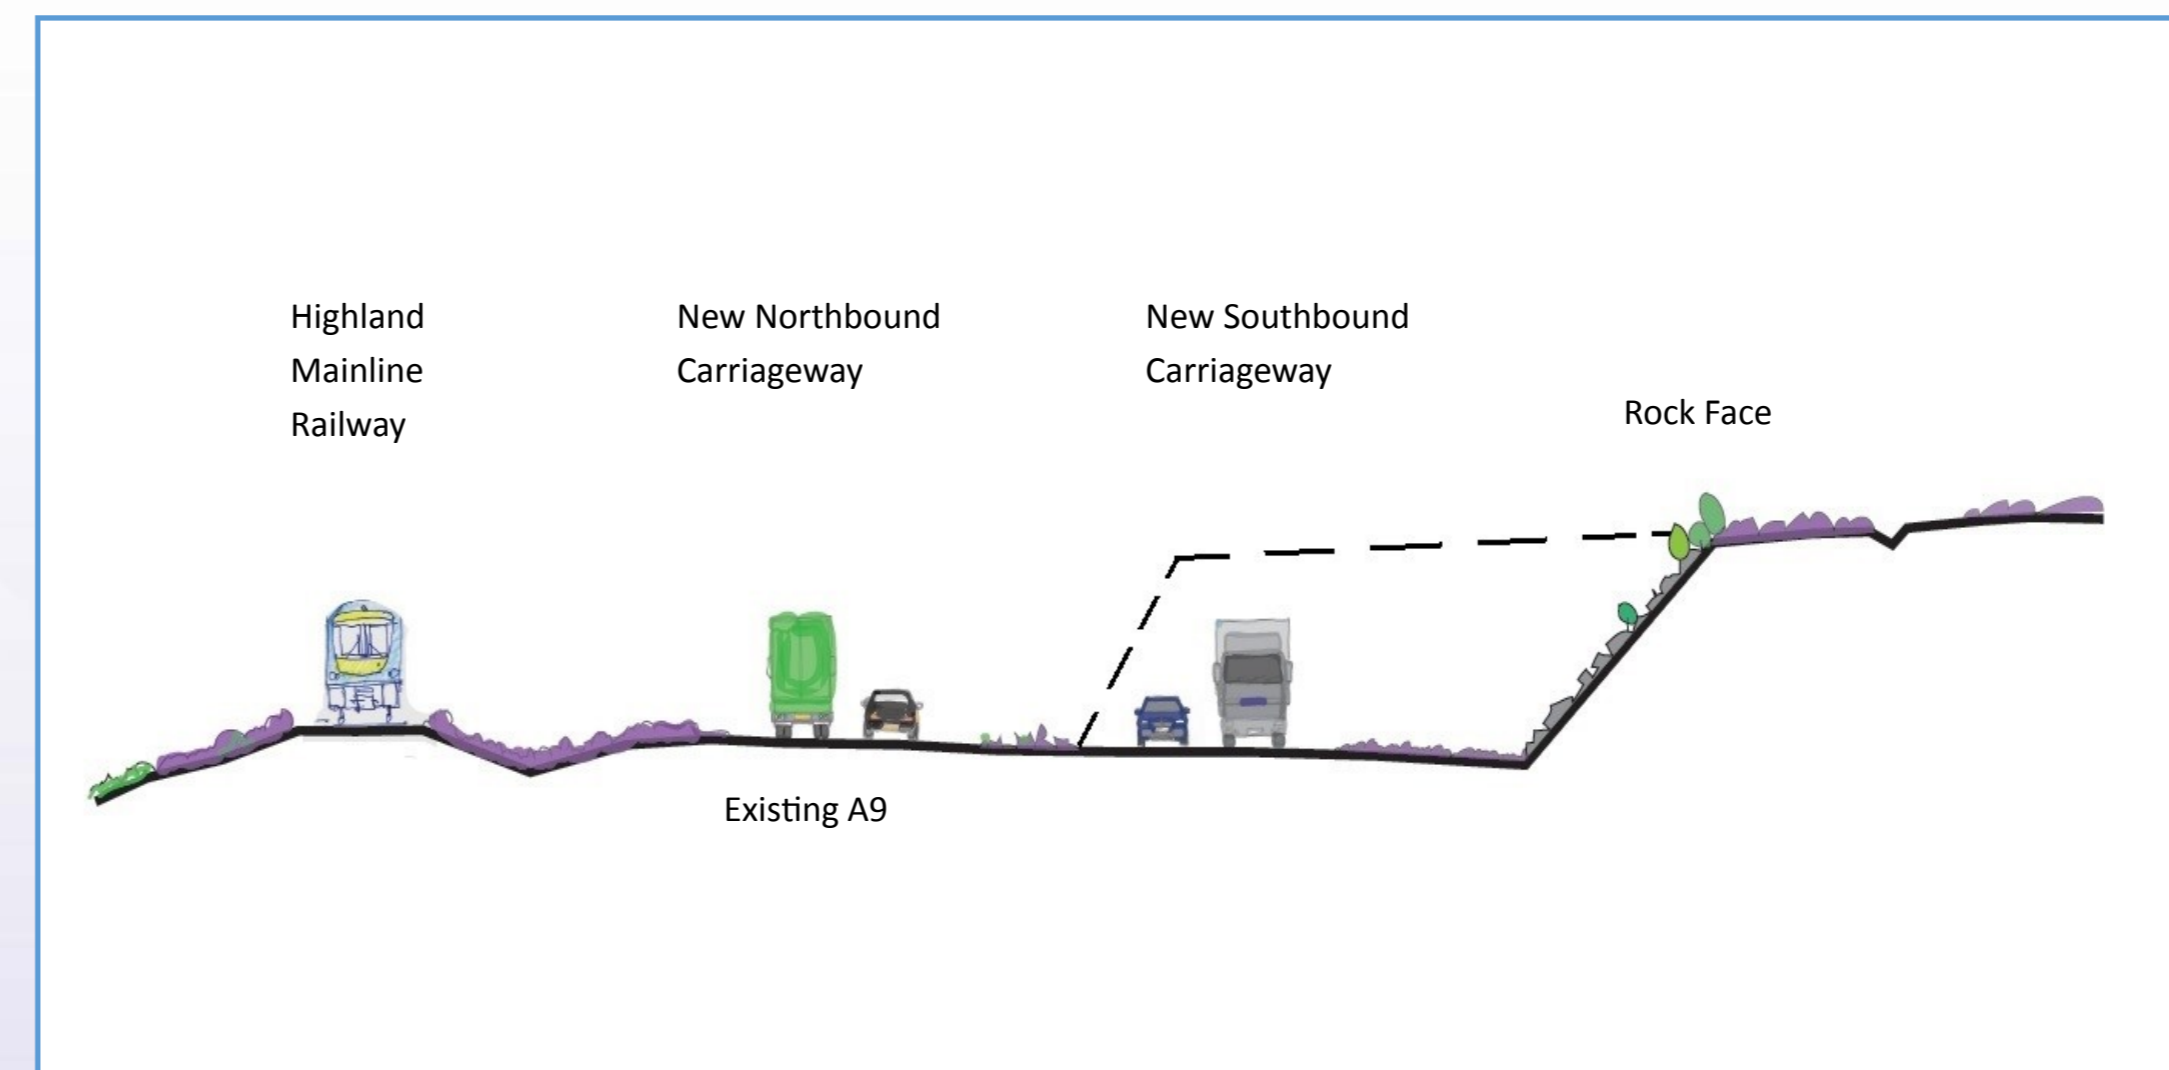 Highland
Mainline
Railway
New Northbound
Carriageway
New Southbound
Carriageway
Rock Face
Existing A9